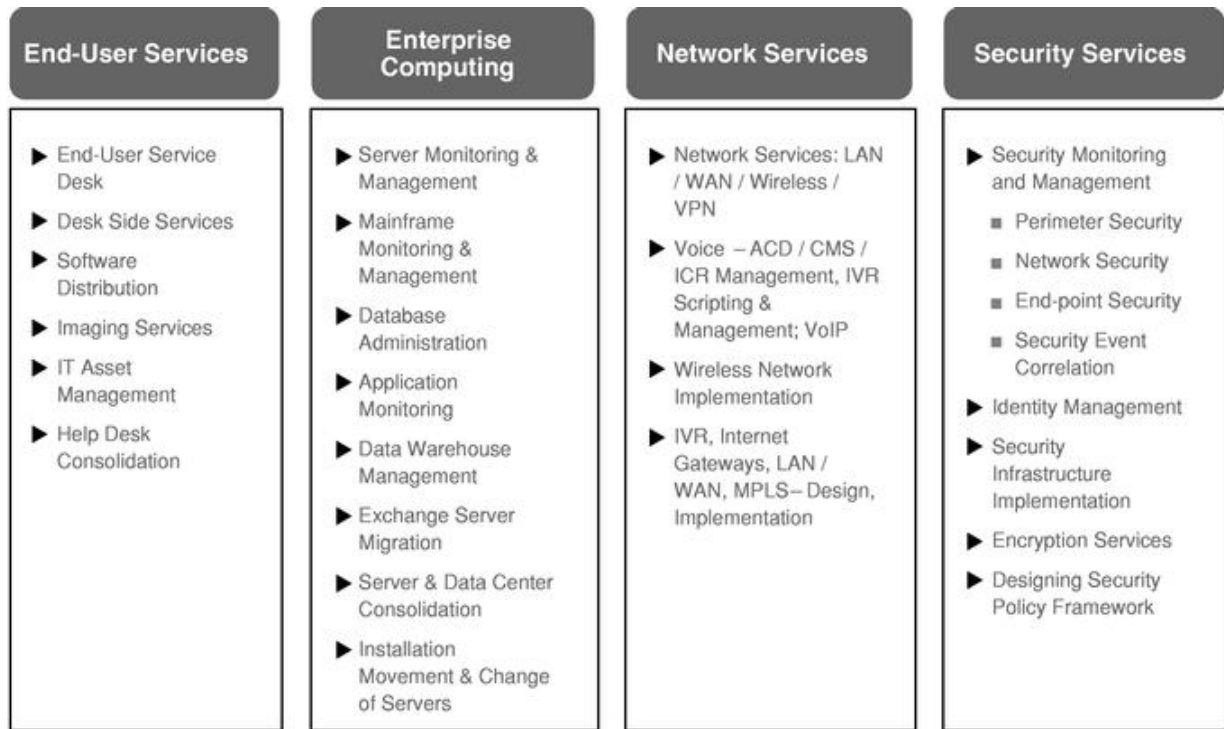 End-User Services
End-User Service
Desk
Desk Side Services
Software
Distribution
Imaging Services
IT Asset
Management
Help Desk
Consolidation
Enterprise
Computing
Server Monitoring &
Management
Mainframe
Monitoring &
Management
Database
Administration
Application
Monitoring
Data Warehouse
Management
Exchange Server
Migration
Server & Data Center
Consolidation
Installation
Movement & Change
of Servers
Network Services
Network Services: LAN
/ WAN / Wireless /
VPN
Voice – ACD / CMS /
ICR Management, IVR
Scripting &
Management; VoIP
Wireless Network
Implementation
IVR, Internet
Gateways, LAN /
WAN, MPLS – Design,
Implementation
Security Services
Security Monitoring
and Management
Perimeter Security
Network Security
End-point Security
Security Event
Correlation
Identity Management
Security
Infrastructure
Implementation
Encryption Services
Designing Security
Policy Framework